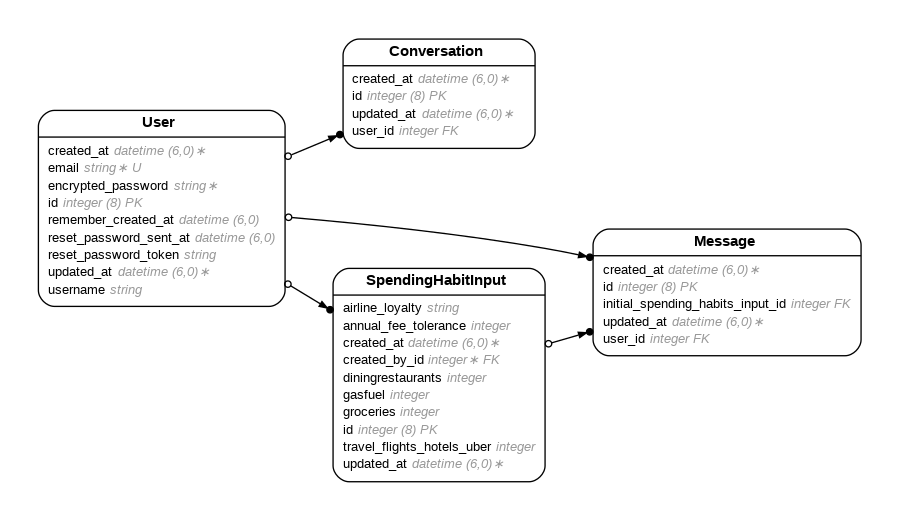 Conversation
created_at datetime (6,0)∗
id integer (8) PK
updated_at datetime (6,0)∗
user_id integer FK
User
created_at datetime (6,0)∗
email string∗ U
encrypted_password string∗
id integer (8) PK
remember_created_at datetime (6,0)
reset_password_sent_at datetime (6,0)
reset_password_token string
updated_at datetime (6,0)∗
username string
Message
created_at datetime (6,0)∗
id integer (8) PK
initial_spending_habits_input_id integer FK
updated_at datetime (6,0)∗
user_id integer FK
SpendingHabitInput
airline_loyalty string
annual_fee_tolerance integer
created_at datetime (6,0)∗
created_by_id integer∗ FK
diningrestaurants integer
gasfuel integer
groceries integer
id integer (8) PK
travel_flights_hotels_uber integer
updated_at datetime (6,0)∗